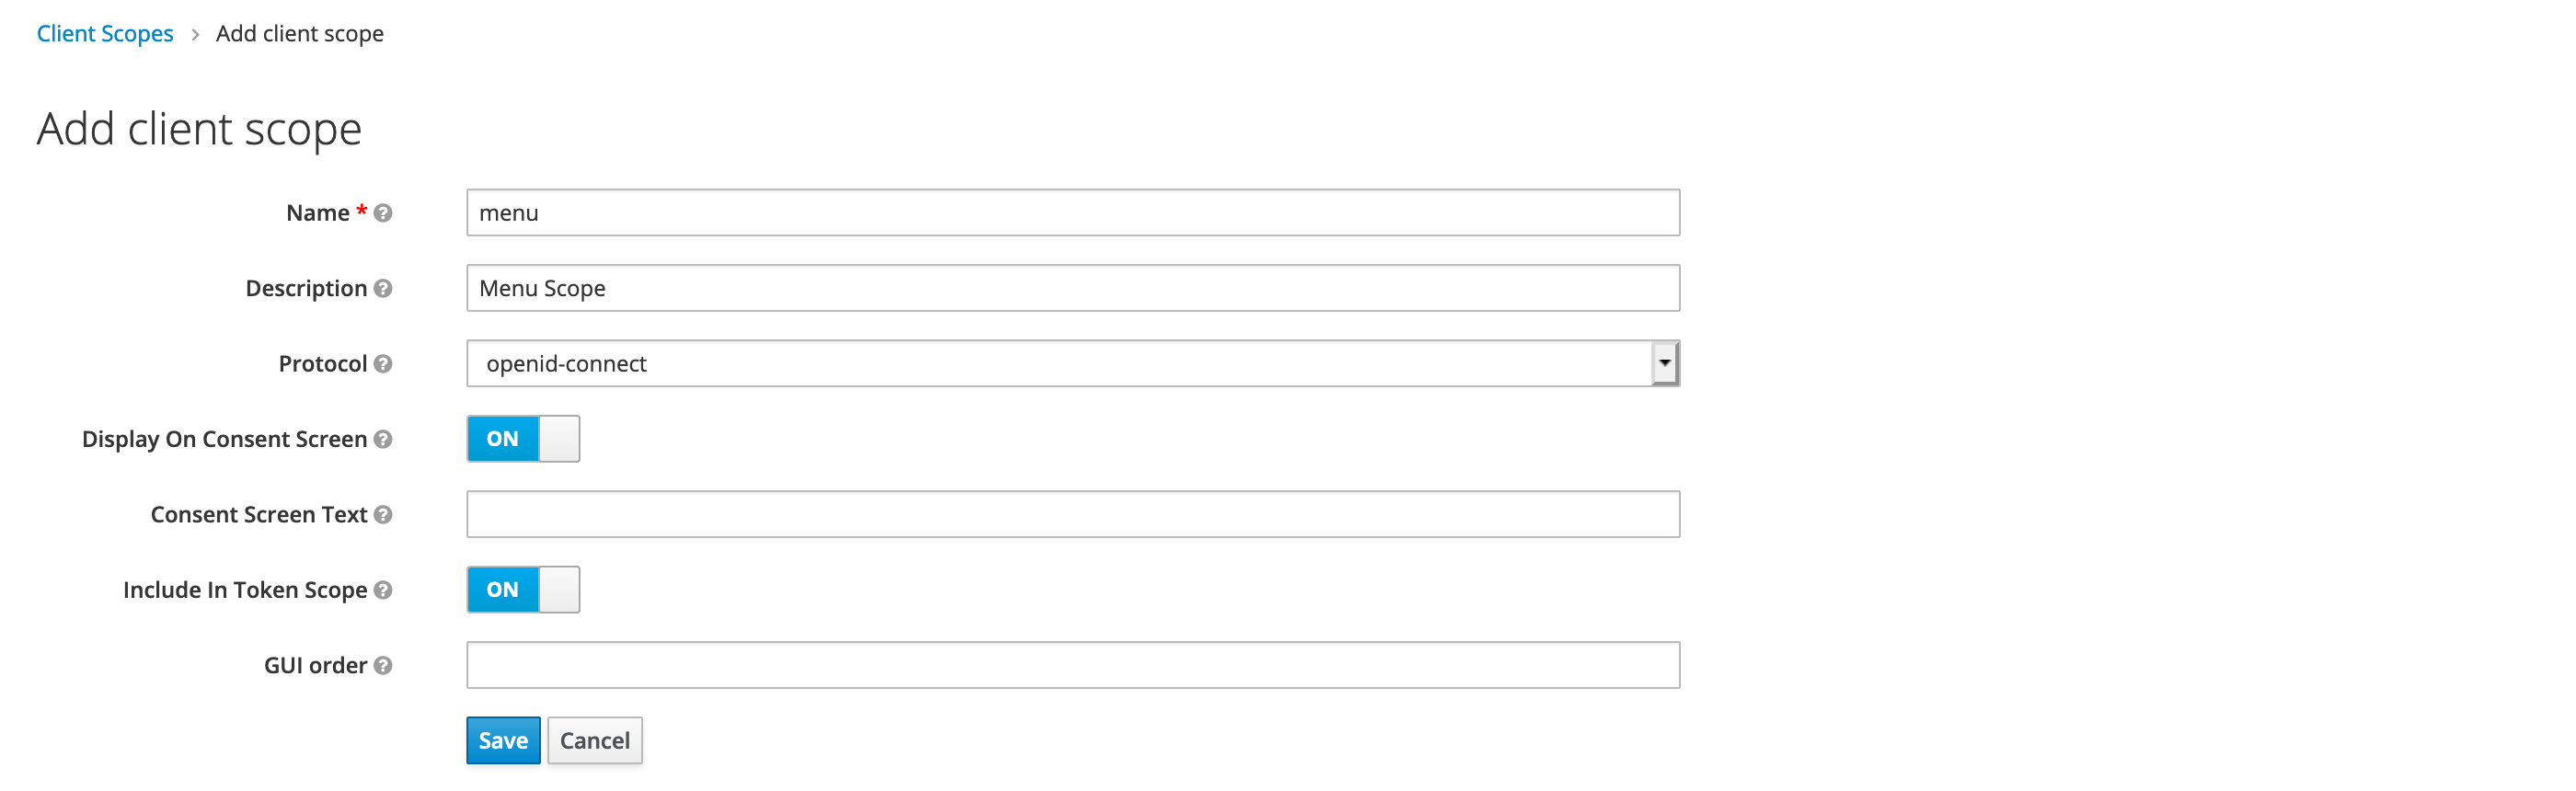 Client Scopes > Add client scope
Add client scope
Name * ? menu
Description ? Menu Scope
Protocol ? openid-connect
Display On Consent Screen ? ON
Consent Screen Text ?
Include In Token Scope ? ON
GUI order ?
Save Cancel